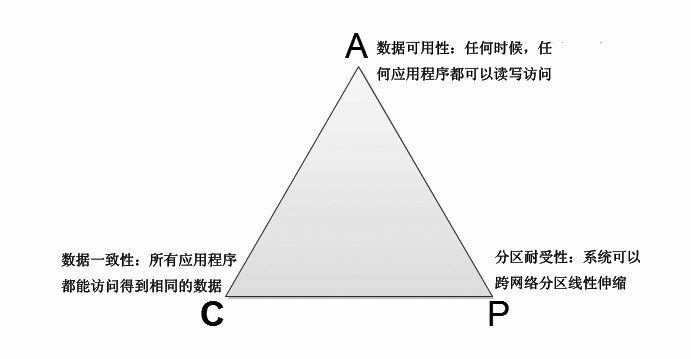 A
数据可用性：任何时候，任
何应用程序都可以读写访问
数据一致性：所有应用程序
都能访问得到相同的数据
C
分区耐受性：系统可以
跨网络分区线性伸缩
P